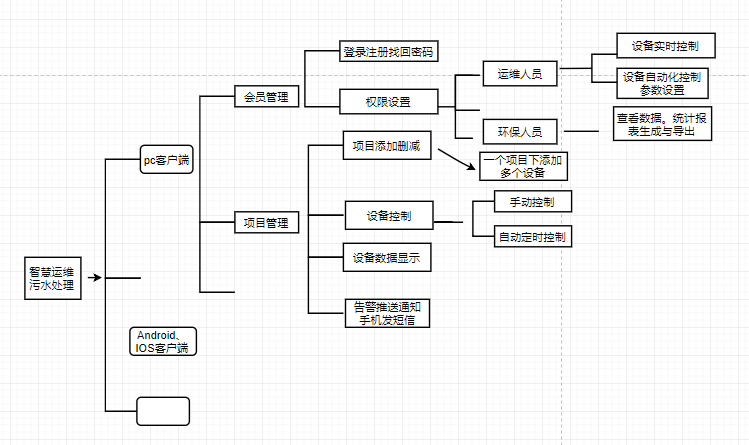 智慧运维
污水处理
pc客户端
Android、
IOS客户端
会员管理
项目管理
登录注册找回密码
权限设置
运维人员
环保人员
设备实时控制
设备自动化控制
参数设置
查看数据。统计报
表生成与导出
项目添加删减
一个项目下添加
多个设备
设备控制
手动控制
自动定时控制
设备数据显示
告警推送通知
手机发短信